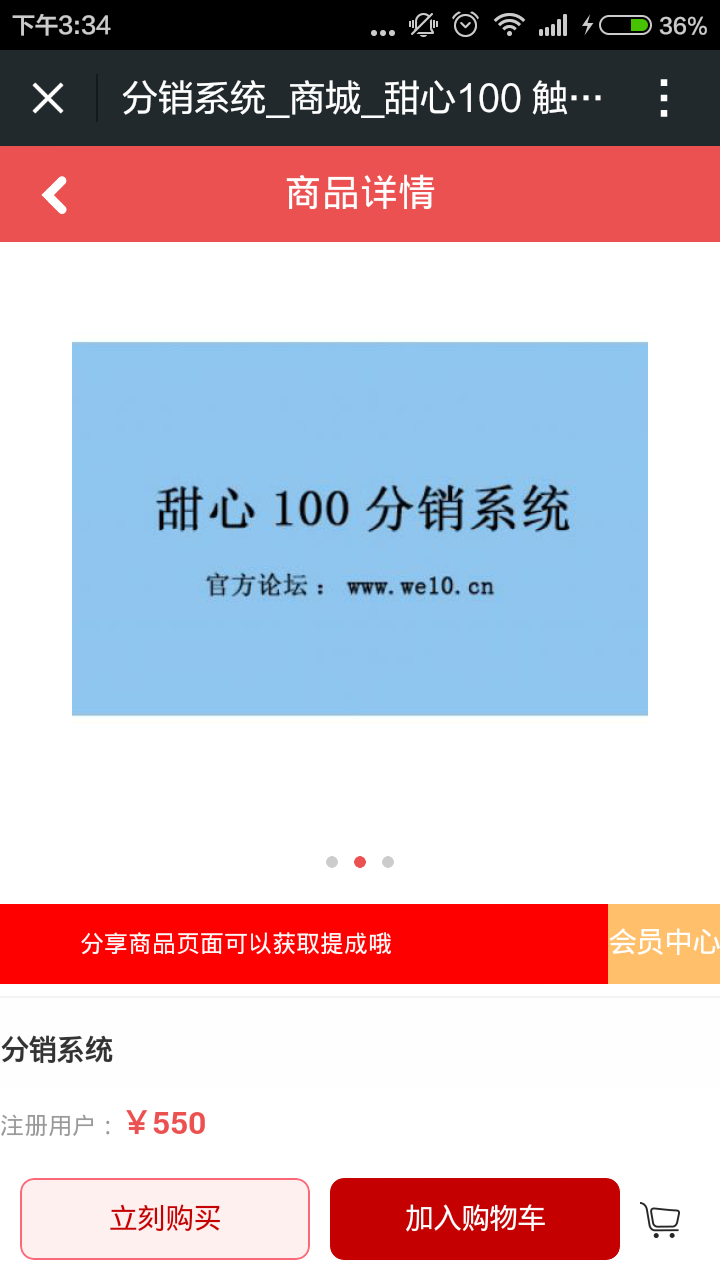 下午3:34
36%
分销系统_商城_甜心100 触…
商品详情
甜心 100 分销系统
官方论坛： www.we10.cn
分享商品页面可以获取提成哦
会员中心
分销系统
注册用户： ￥550
立刻购买
加入购物车